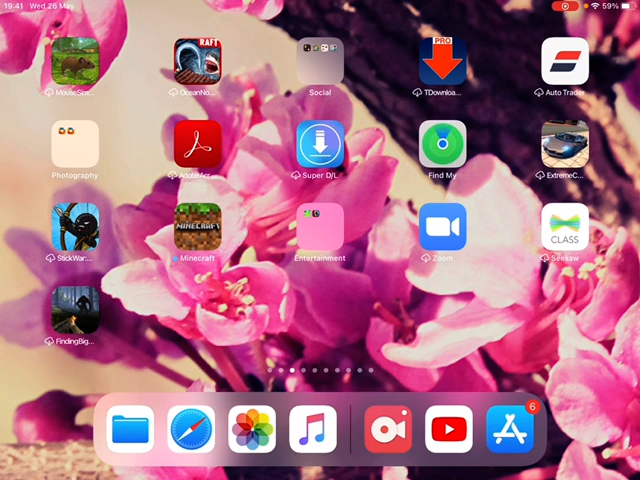 19:41 Wed 26 May 59%
RAFT
PRO
MouseSim... OceanNo... Social TDownloa... Auto Trader
Photography AdobeAcr... Super D/L Find My ExtremeC...
MINECRAFT
CLASS
StickWar:... Minecraft Entertainment Zoom Seesaw
FindingBig...
6